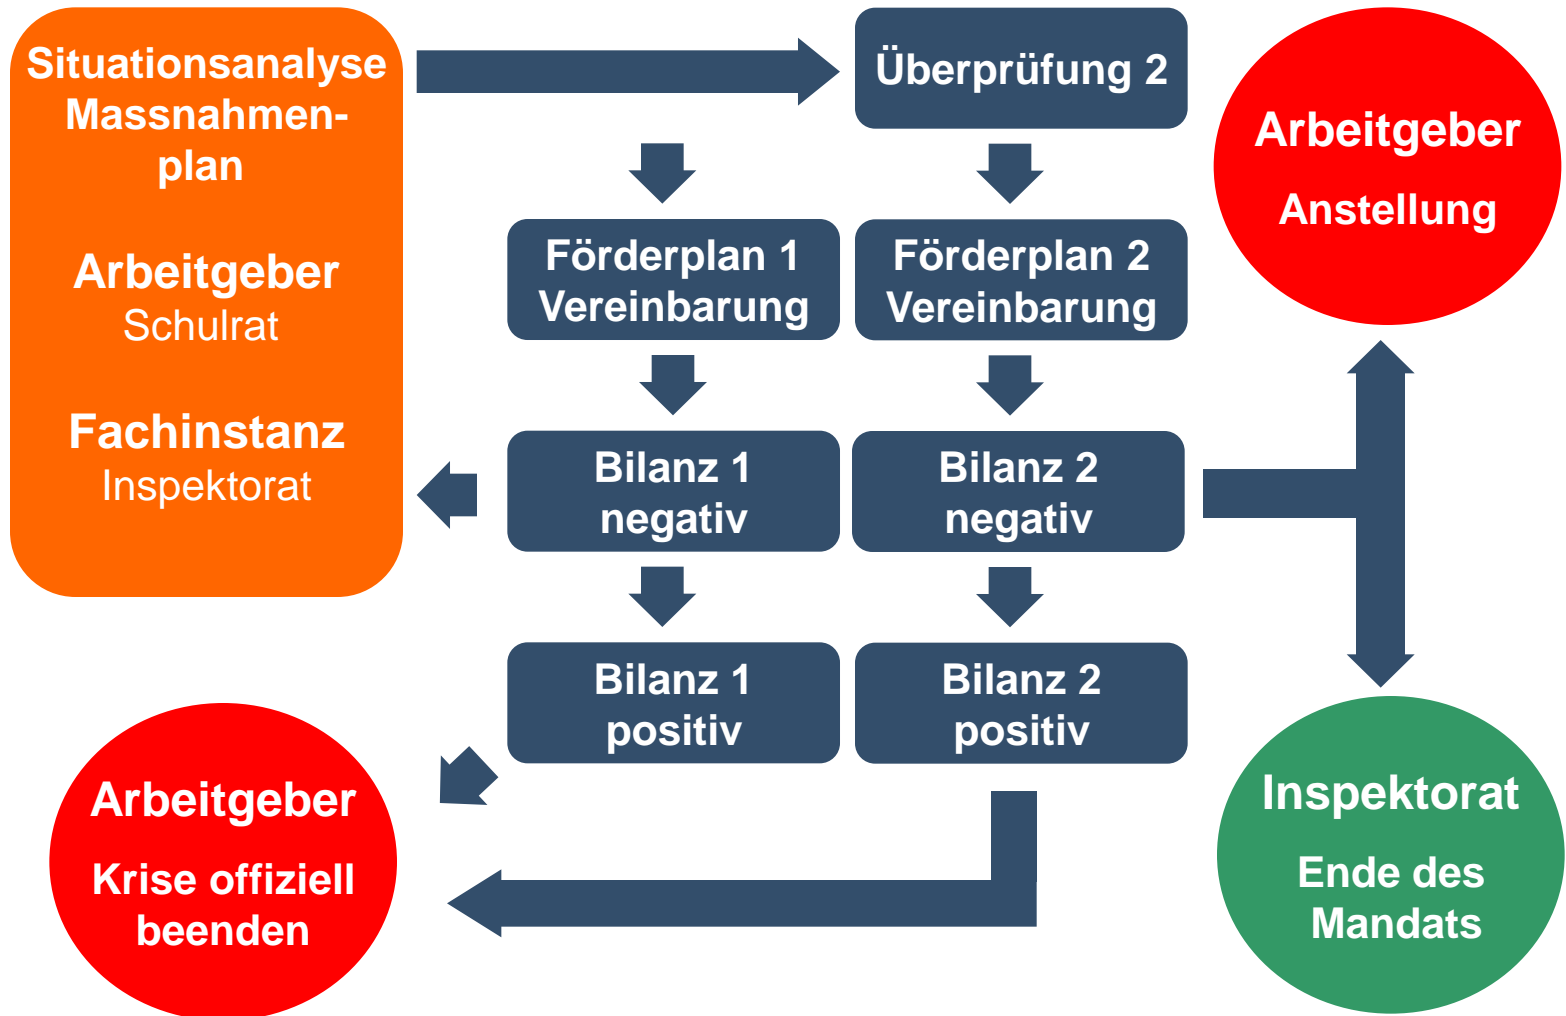 Situationsanalyse
Massnahmen-
plan
Arbeitgeber
Schulrat
Fachinstanz
Inspektorat
Überprüfung 2
Förderplan 1
Vereinbarung
Förderplan 2
Vereinbarung
Bilanz 1
negativ
Bilanz 2
negativ
Bilanz 1
positiv
Bilanz 2
positiv
Arbeitgeber
Anstellung
Arbeitgeber
Krise offiziell
beenden
Inspektorat
Ende des
Mandats